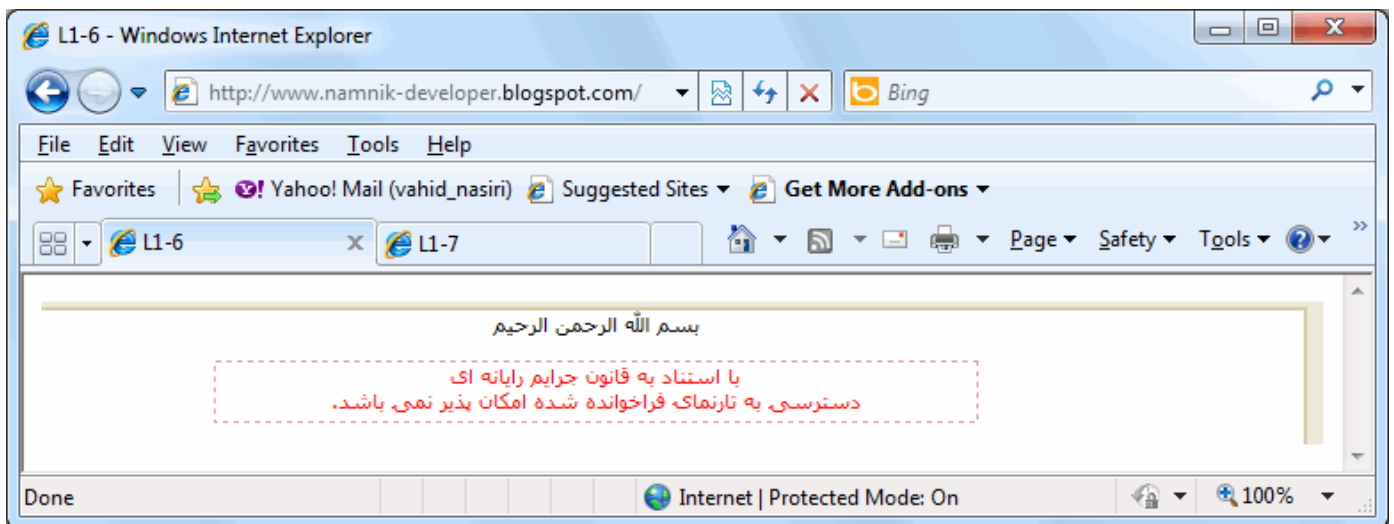 L1-6 - Windows Internet Explorer
http://www.namnik-developer.blogspot.com/
Bing
File Edit View Favorites Tools Help
Favorites Yahoo! Mail (vahid_nasiri) Suggested Sites Get More Add-ons
L1-6 L1-7 Page Safety Tools
بسم الله الرحمن الرحیم
با استناد به قانون جرایم رایانه ای
دسترسی به تارنمای فراخوانده شده امکان پذیر نمی باشد.
Done Internet | Protected Mode: On 100%